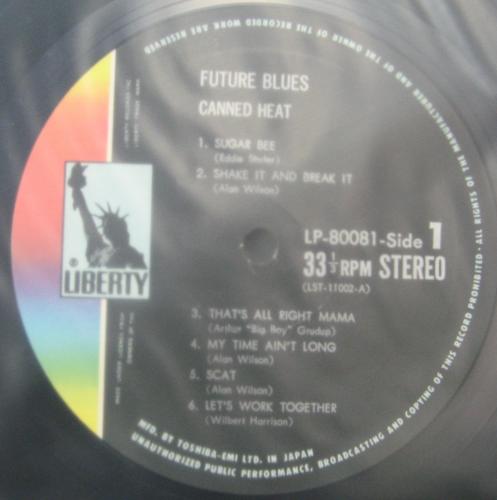 FUTURE BLUES
CANNED HEAT
1. SUGAR BEE
(Eddie Shuler)
2. SHAKE IT AND BREAK IT
(Alan Wilson)
LP-80081-Side 1
33 1/3 RPM STEREO
(LST-11002-A)
® LIBERTY
3. THAT'S ALL RIGHT MAMA
(Arthur "Big Boy" Crudup)
4. MY TIME AIN'T LONG
(Alan Wilson)
5. SCAT
(Alan Wilson)
6. LET'S WORK TOGETHER
(Wilbert Harrison)
MFD. BY TOSHIBA-EMI LTD. IN JAPAN
UNAUTHORIZED PUBLIC PERFORMANCE, BROADCASTING AND COPYING OF THIS RECORD PROHIBITED·ALL RIGHTS OF THE MANUFACTURER AND OF THE OWNER OF THE RECORDED WORK ARE RESERVED